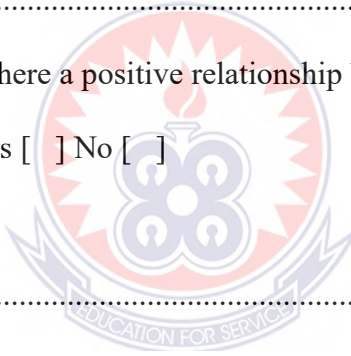 ......................................................
here a positive relationship
s [ ] No [ ]
......................................................
EDUCATION FOR SERVICE